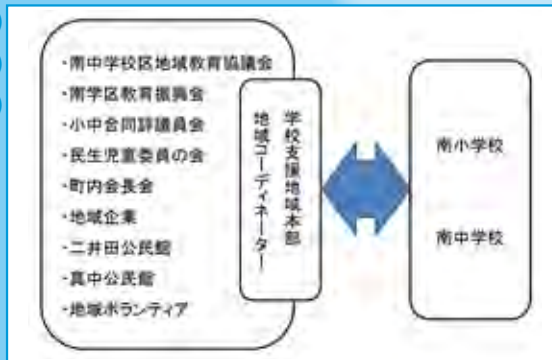 ・南中学校区地域教育協議会
・南学区教育振興会
・小中合同評議員会
・民生児童委員の会
・町内会長会
・地域企業
・二井田公民館
・真中公民館
・地域ボランティア
学校支援地域本部
地域コーディネーター
南小学校
南中学校